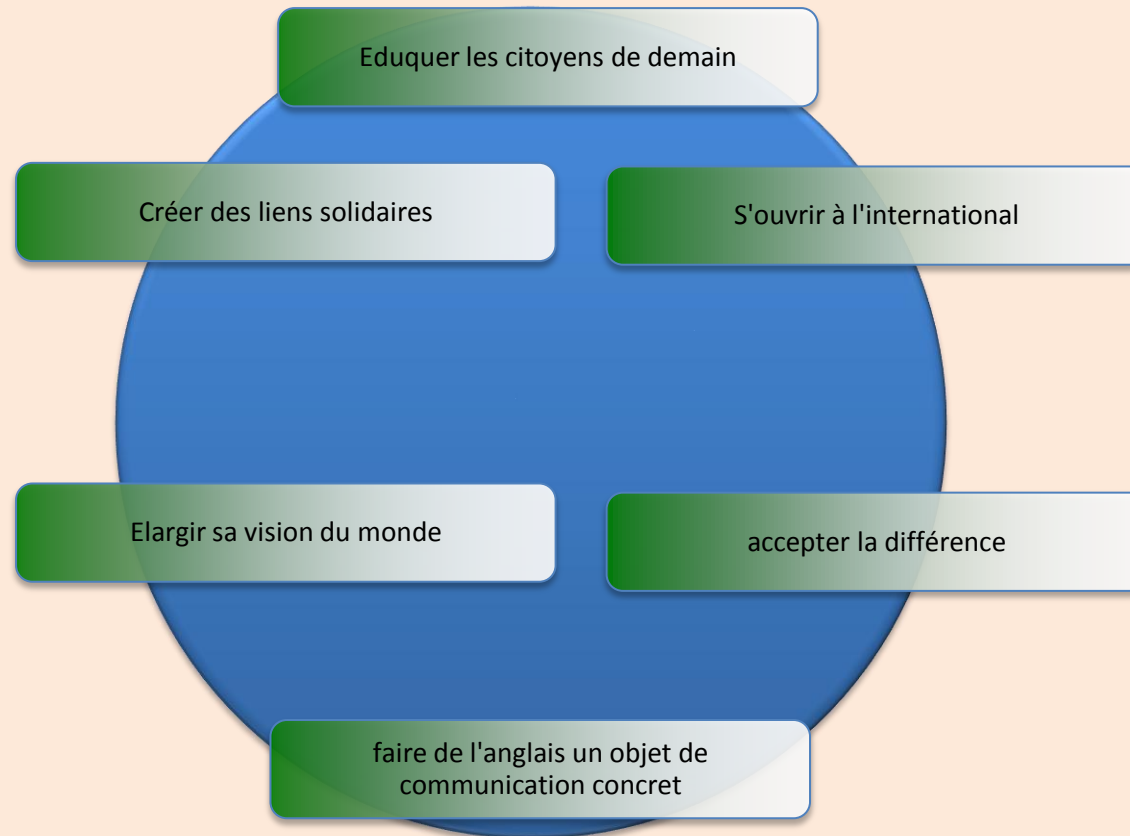 Eduquer les citoyens de demain
Créer des liens solidaires
S'ouvrir à l'international
Elargir sa vision du monde
accepter la différence
faire de l'anglais un objet de
communication concret